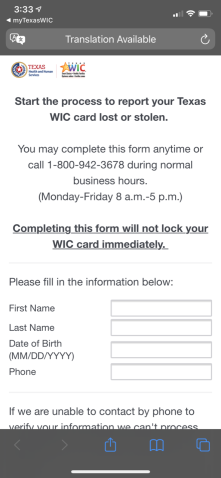 3:33
◀ myTexasWIC
Translation Available
TEXAS
Health and Human
Services
WIC
Start the process to report your Texas
WIC card lost or stolen.
You may complete this form anytime or
call 1-800-942-3678 during normal
business hours.
(Monday-Friday 8 a.m.-5 p.m.)
Completing this form will not lock your
WIC card immediately.
Please fill in the information below:
First Name
Last Name
Date of Birth
(MM/DD/YYYY)
Phone
If we are unable to contact by phone to
verify your information we can't process